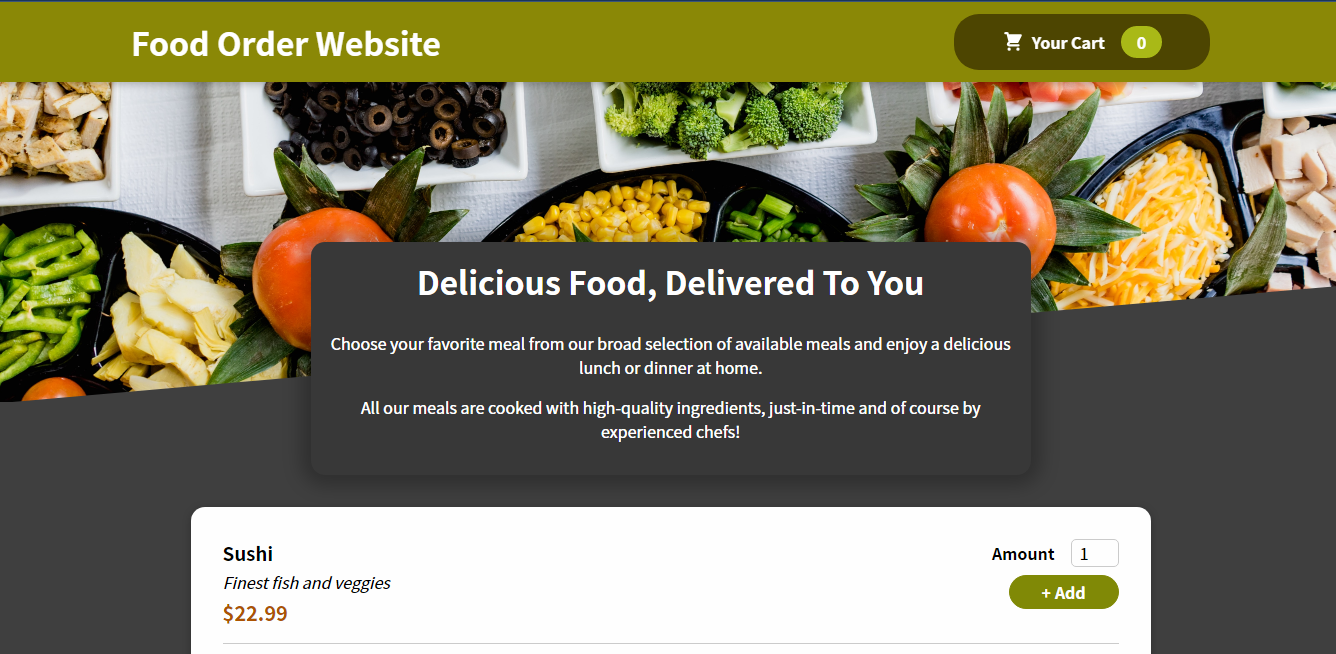 Food Order Website
Your Cart 0
Delicious Food, Delivered To You
Choose your favorite meal from our broad selection of available meals and enjoy a delicious
lunch or dinner at home.
All our meals are cooked with high-quality ingredients, just-in-time and of course by
experienced chefs!
Sushi
Amount 1
Finest fish and veggies
+ Add
$22.99